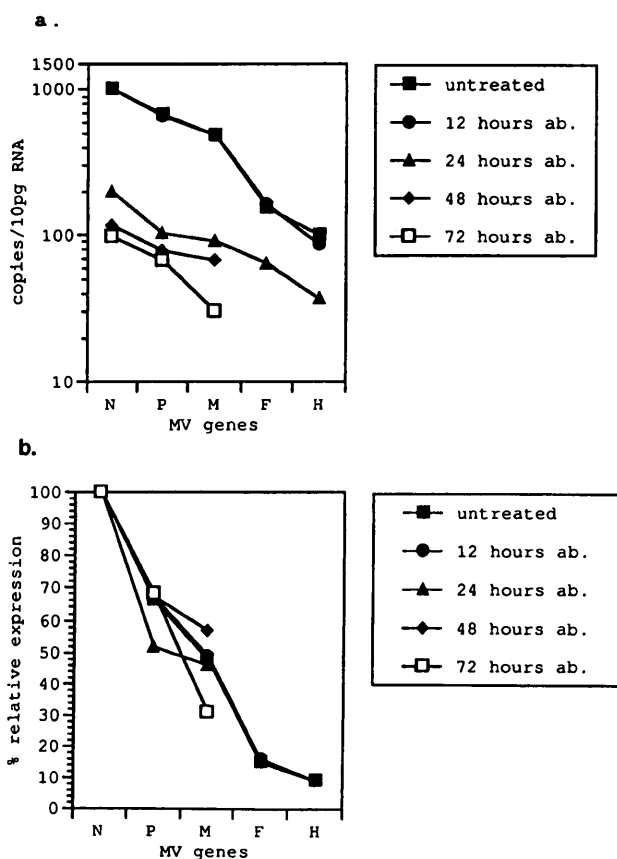 a.
1500
1000
100
10
copies/10pg RNA
N P M F H
MV genes
untreated
12 hours ab.
24 hours ab.
48 hours ab.
72 hours ab.
b.
100
90
80
70
60
50
40
30
20
10
0
% relative expression
N P M F H
MV genes
untreated
12 hours ab.
24 hours ab.
48 hours ab.
72 hours ab.